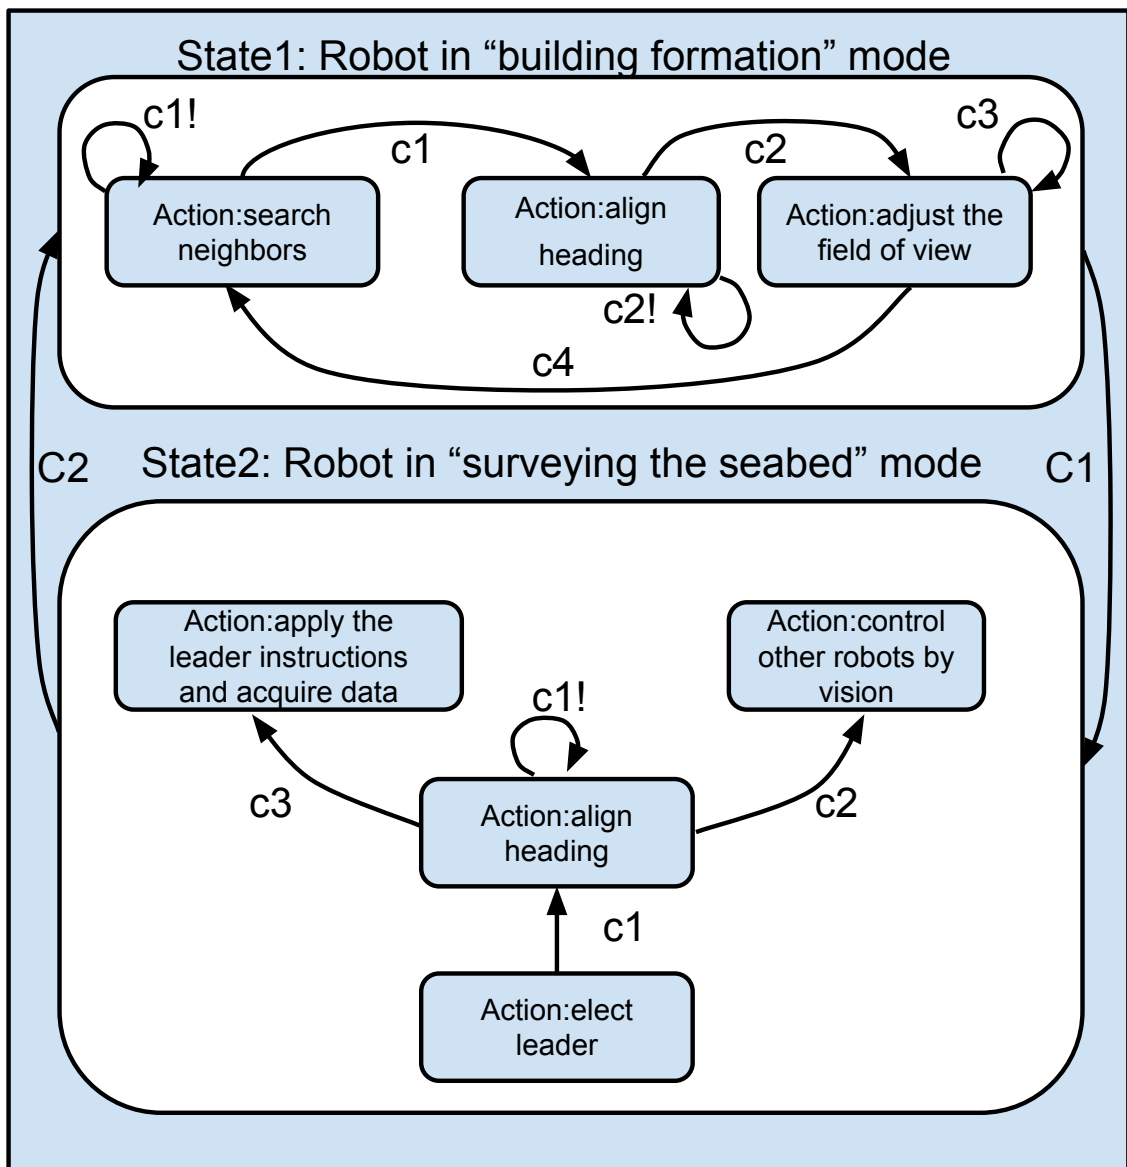 State1: Robot in “building formation” mode
c1!
c1
c2
c3
Action:search
neighbors
Action:align
heading
Action:adjust the
field of view
c2!
c4
C2
State2: Robot in “surveying the seabed” mode
C1
Action:apply the
leader instructions
and acquire data
Action:control
other robots by
vision
c1!
c3
c2
Action:align
heading
c1
Action:elect
leader